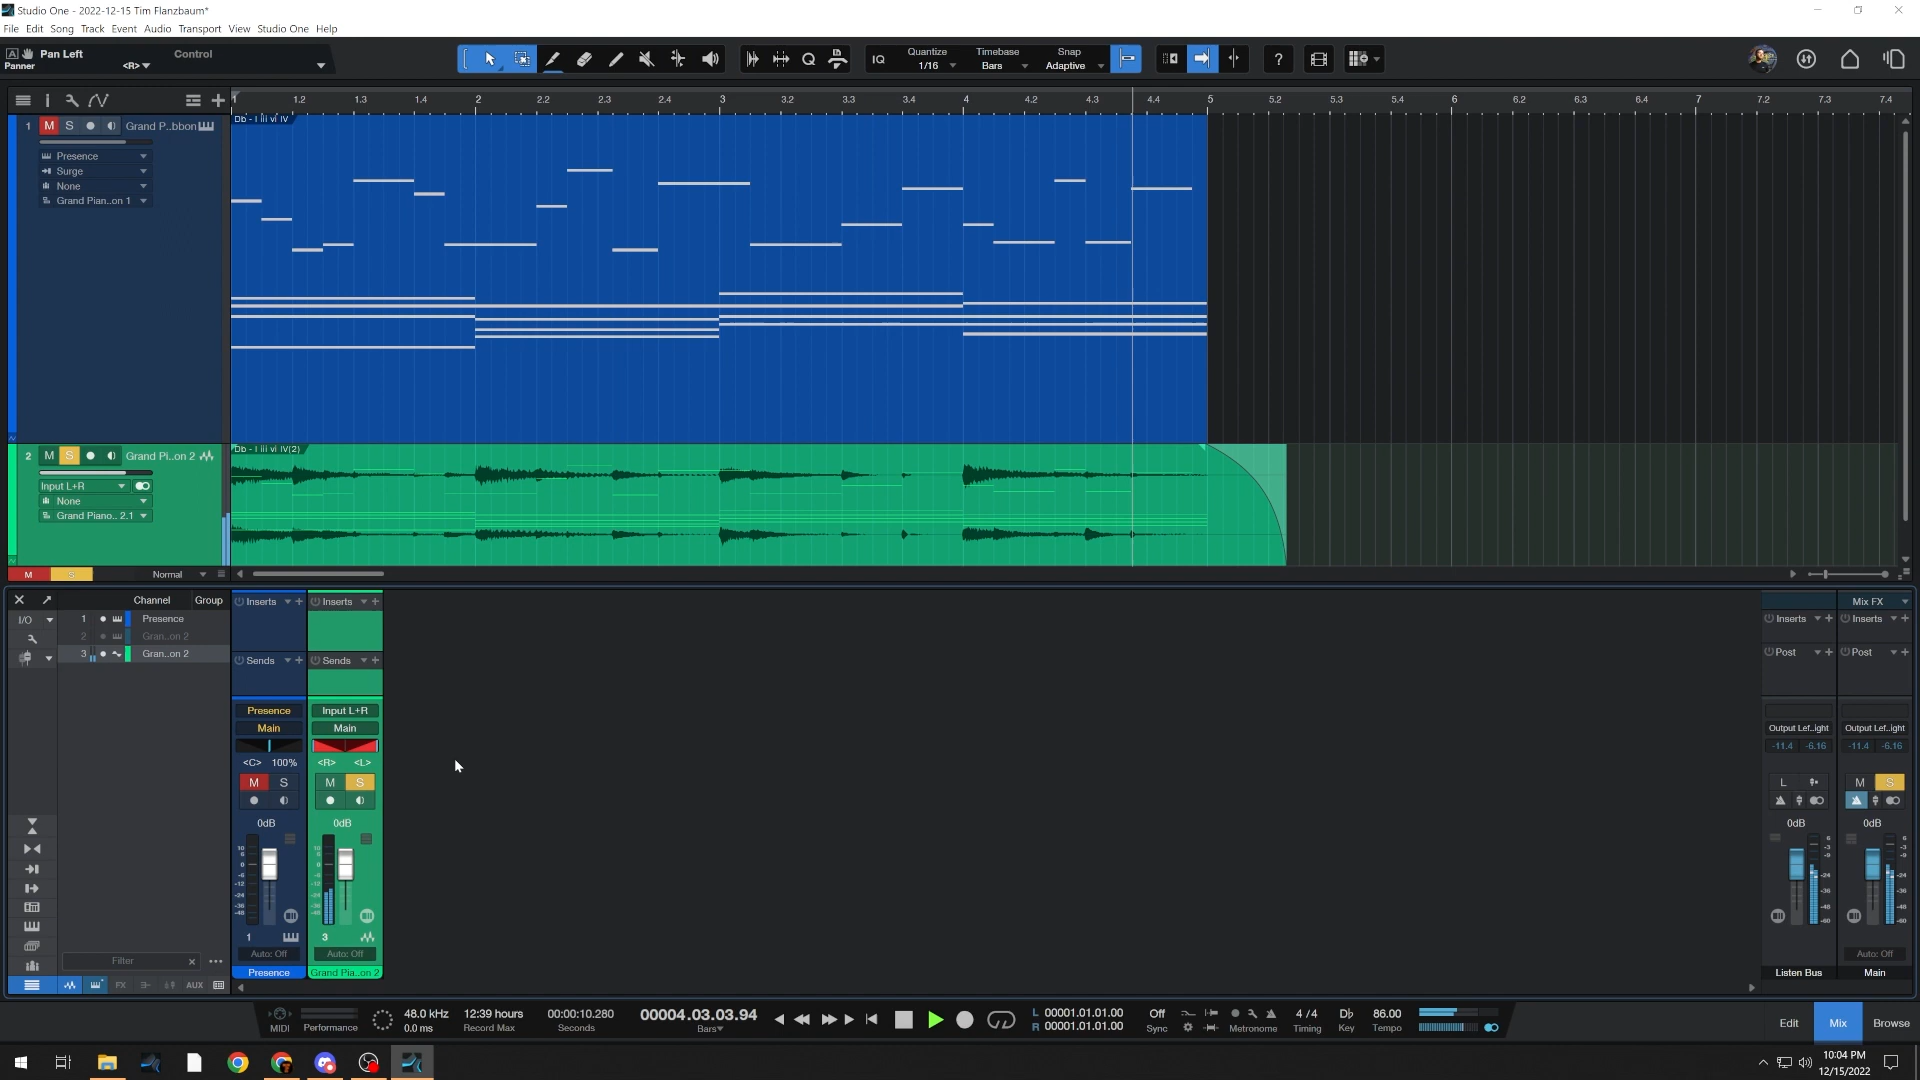 Studio One - 2022-12-15 Tim Flanzbaum*
File Edit Song Track Event Audio Transport View Studio One Help
Pan Left
Panner
Control
<R>
IQ
Quantize
1/16
Timebase
Bars
Snap
Adaptive
?
1 1.2 1.3 1.4 2 2.2 2.3 2.4 3 3.2 3.3 3.4 4 4.2 4.3 4.4 5 5.2 5.3 5.4 6 6.2 6.3 6.4 7 7.2 7.3 7.4
1 M S Grand P..bbon
Presence
Surge
None
Grand Pian..on 1
Db - I iii vi IV
2 M S Grand Pi...on 2
Input L+R
None
Grand Piano.. 2.1
Db - I iii vi IV(2)
M S Normal
Channel Group
I/O
1 Presence
2 Gran..on 2
3 Gran..on 2
Filter
FX AUX
Inserts
Sends
Presence
Main
<C> 100%
M S
0dB
1
Auto: Off
Presence
Inserts
Sends
Input L+R
Main
<R> <L>
M S
0dB
3
Auto: Off
Grand Pia..on 2
Inserts
Post
Output Lef..ight
-11.4 -6.16
L
0dB
Listen Bus
Mix FX
Inserts
Post
Output Lef..ight
-11.4 -6.16
M S
0dB
Auto: Off
Main
MIDI
Performance
48.0 kHz
0.0 ms
12:39 hours
Record Max
00:00:10.280
Seconds
00004.03.03.94
Bars
L 00001.01.01.00
R 00001.01.01.00
Off
Sync
Metronome
4 / 4
Timing
Db
Key
86.00
Tempo
Edit Mix Browse
10:04 PM
12/15/2022